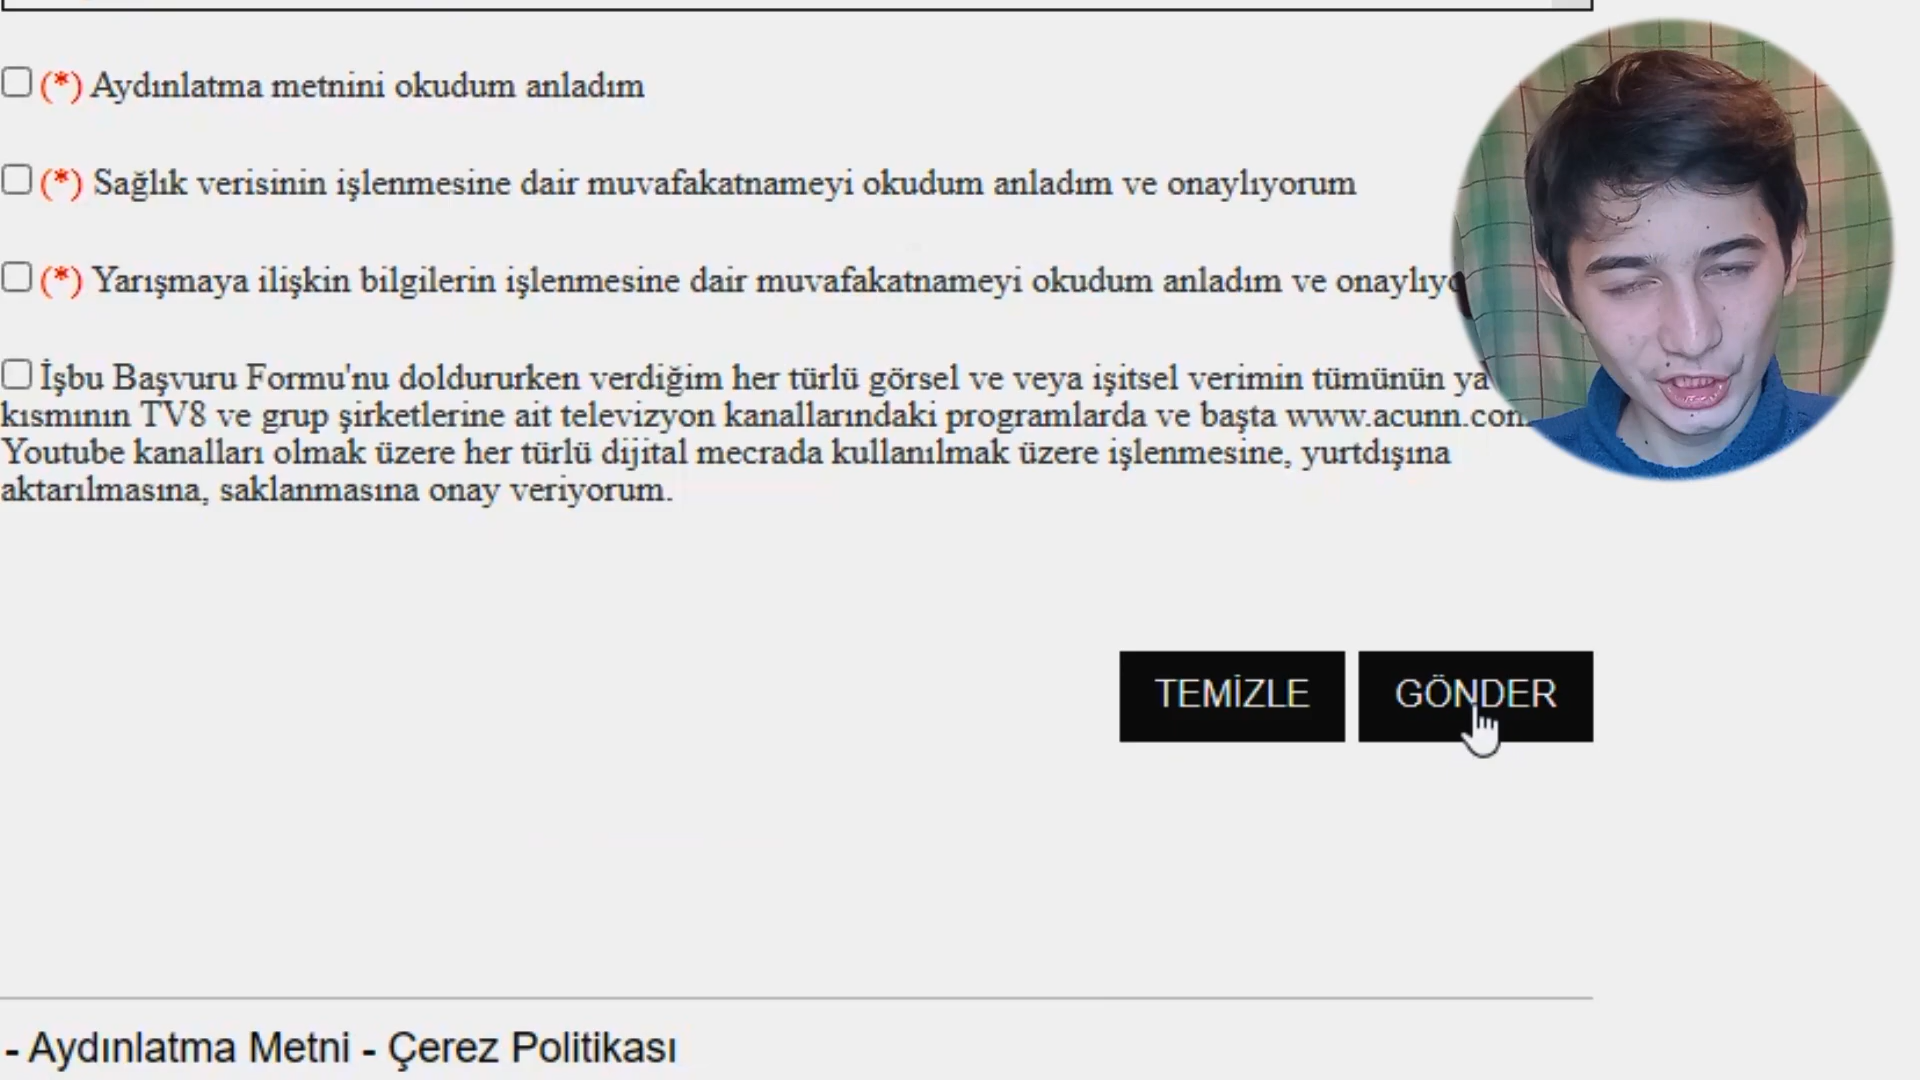 (*) Aydınlatma metnini okudum anladım
(*) Sağlık verisinin işlenmesine dair muvafakatnameyi okudum anladım ve onaylıyorum
(*) Yarışmaya ilişkin bilgilerin işlenmesine dair muvafakatnameyi okudum anladım ve
İşbu Başvuru Formu'nu doldururken verdiğim her türlü görsel ve veya işitsel verimin tümünün ya
kısmının TV8 ve grup şirketlerine ait televizyon kanallarındaki programlarda ve başta www.acunn.com
Youtube kanalları olmak üzere her türlü dijital mecrada kullanılmak üzere işlenmesine, yurtdışına
aktarılmasına, saklanmasına onay veriyorum.
TEMİZLE GÖNDER
- Aydınlatma Metni - Çerez Politikası